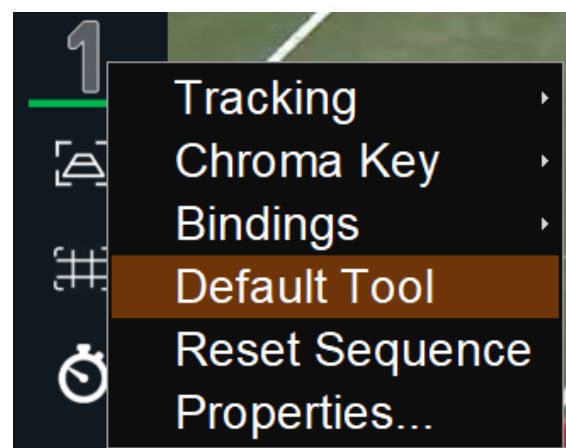 1
Tracking
Chroma Key
Bindings
Default Tool
Reset Sequence
Properties...